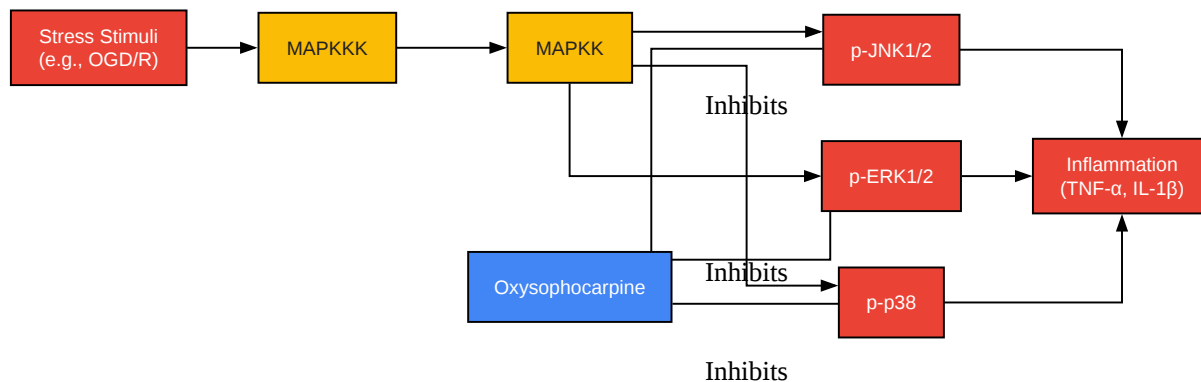 Stress Stimuli
(e.g., OGD/R)
MAPKKK
MAPKK
p-JNK1/2
Inhibits
p-ERK1/2
Inflammation
(TNF-α, IL-1β)
Oxysophocarpine
Inhibits
p-p38
Inhibits